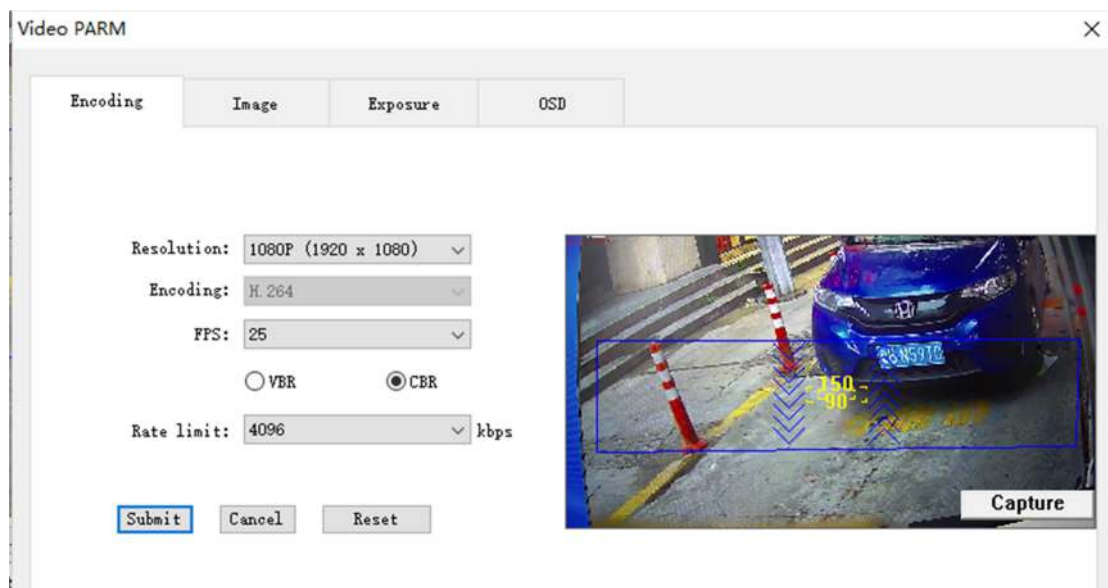 Video PARM
Encoding Image Exposure OSD
Resolution: 1080P (1920 x 1080)
Encoding: H.264
FPS: 25
VBR CBR
Rate limit: 4096 kbps
Submit Cancel Reset
150
90
Capture